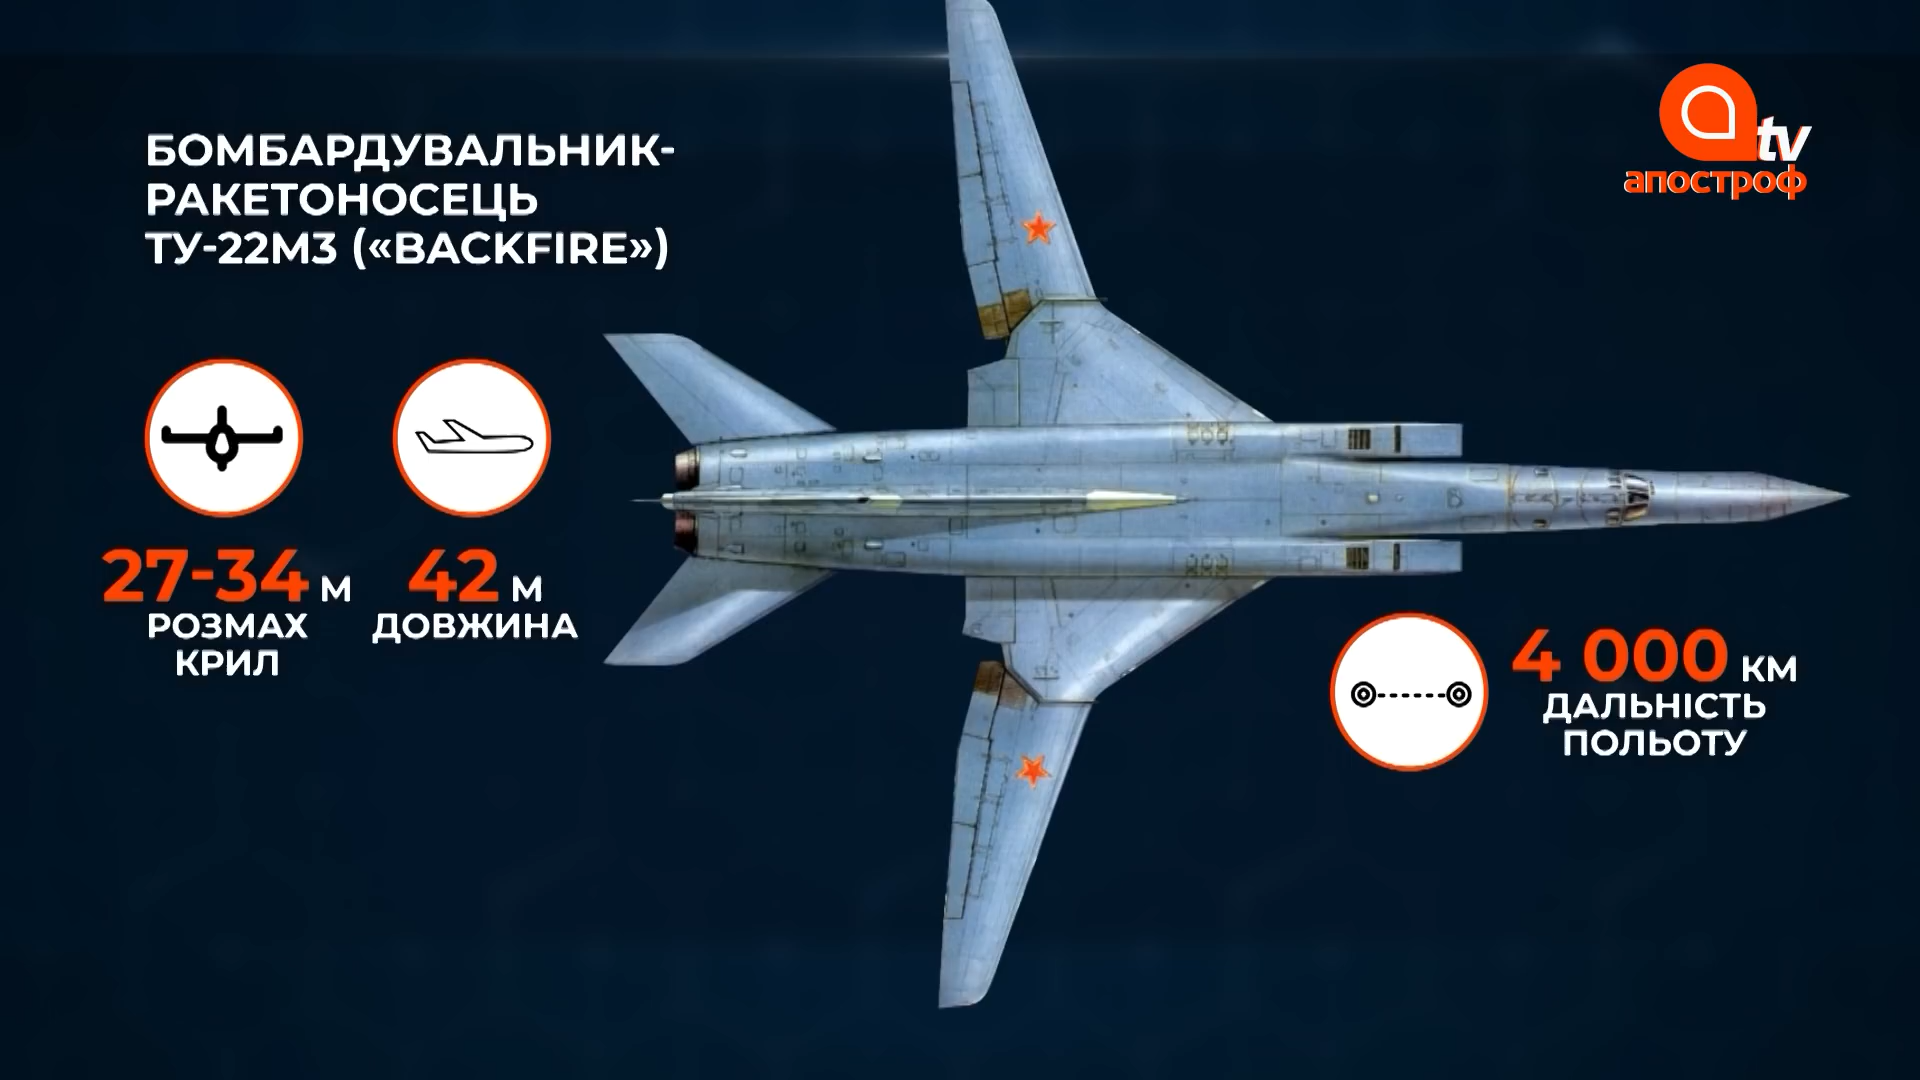 БОМБАРДУВАЛЬНИК-
РАКЕТОНОСЕЦЬ
ТУ-22М3 («BACKFIRE»)
tv
апостроф
27-34 М
РОЗМАХ
КРИЛ
42 М
ДОВЖИНА
4 000 КМ
ДАЛЬНІСТЬ
ПОЛЬОТУ